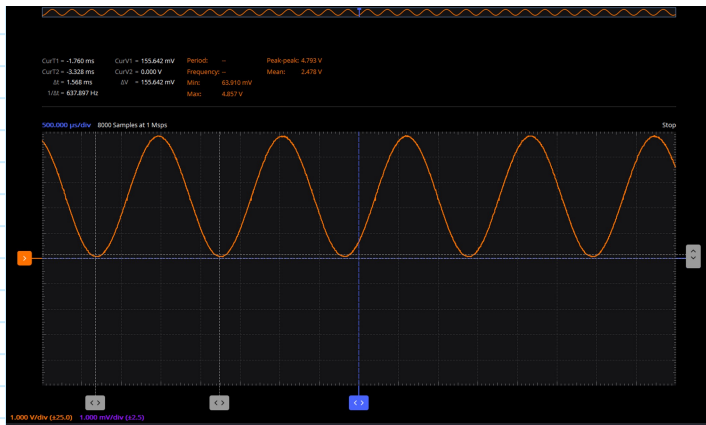 CurT1 = -1.760 ms CurV1 = 155.642 mV Period: -- Peak-peak: 4.793 V
CurT2 = -3.328 ms CurV2 = 0.000 V Frequency: -- Mean: 2.478 V
Δt = 1.568 ms ΔV = 155.642 mV Min: 63.910 mV
1/Δt = 637.897 Hz Max: 4.857 V
500.000 µs/div 8000 Samples at 1 Msps Stop
1.000 V/div (±25.0) 1.000 mV/div (±2.5)